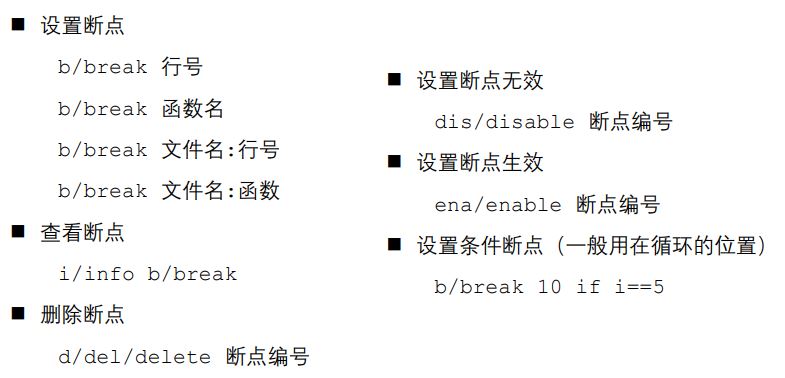 ■ 设置断点
b/break 行号
b/break 函数名
b/break 文件名:行号
b/break 文件名:函数
■ 查看断点
i/info b/break
■ 删除断点
d/del/delete 断点编号
■ 设置断点无效
dis/disable 断点编号
■ 设置断点生效
ena/enable 断点编号
■ 设置条件断点（一般用在循环的位置）
b/break 10 if i==5